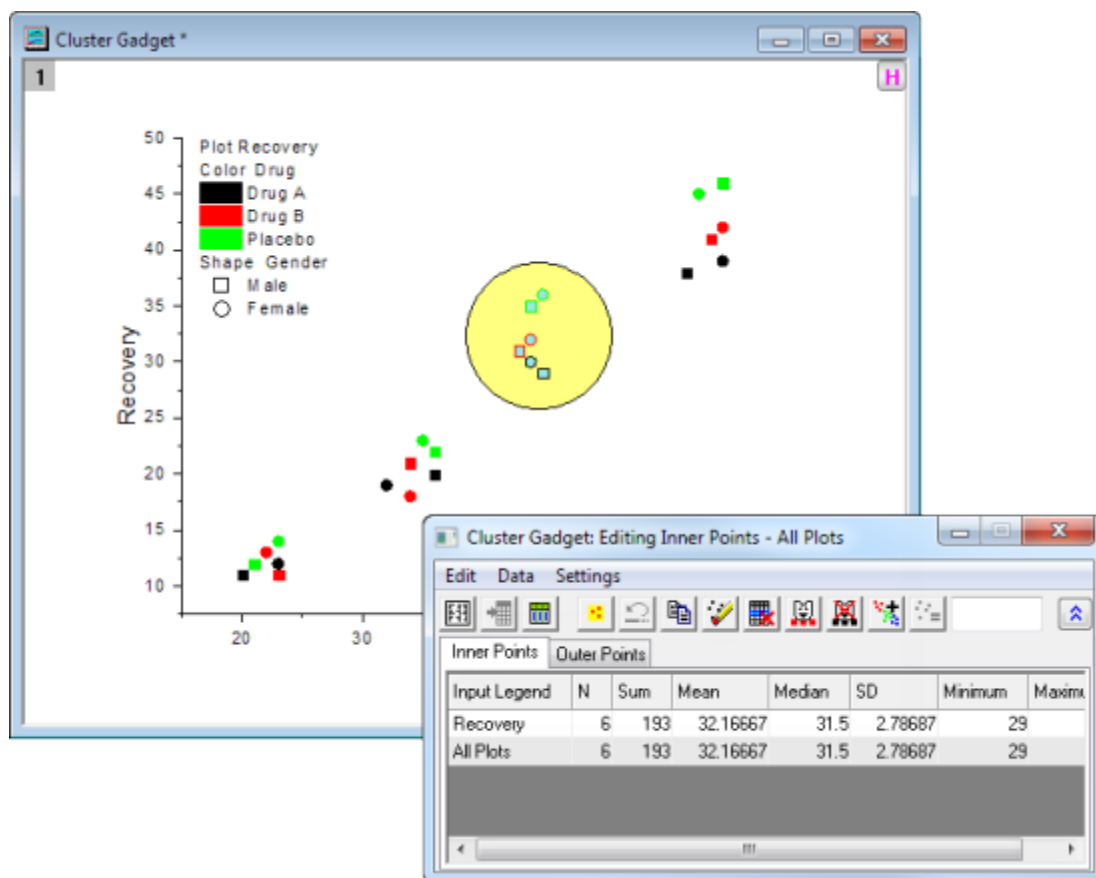 Cluster Gadget *
1
H
50
45
40
35
30
25
20
15
10
Recovery
Plot Recovery
Color Drug
Drug A
Drug B
Placebo
Shape Gender
Male
Female
20
30
Cluster Gadget: Editing Inner Points - All Plots
Edit Data Settings
Inner Points Outer Points
Input Legend N Sum Mean Median SD Minimum Maximu
Recovery 6 193 32.16667 31.5 2.78687 29
All Plots 6 193 32.16667 31.5 2.78687 29